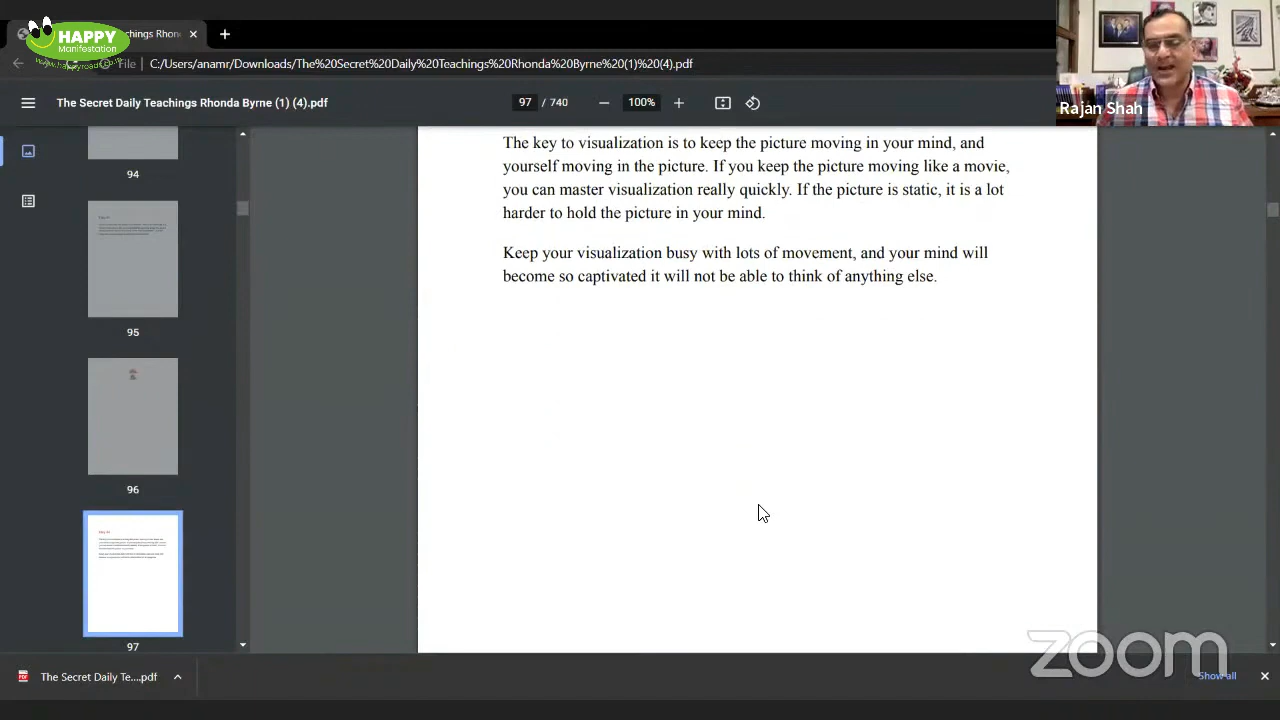 HAPPY
Manifestation
www.happyroad.co.in
chings Rhon
File
C:/Users/anamr/Downloads/The%20Secret%20Daily%20Teachings%20Rhonda%20Byrne%20(1)%20(4).pdf
The Secret Daily Teachings Rhonda Byrne (1) (4).pdf
97 / 740
100%
Rajan Shah
94
95
96
97
The key to visualization is to keep the picture moving in your mind, and
yourself moving in the picture. If you keep the picture moving like a movie,
you can master visualization really quickly. If the picture is static, it is a lot
harder to hold the picture in your mind.
Keep your visualization busy with lots of movement, and your mind will
become so captivated it will not be able to think of anything else.
zoom
The Secret Daily Te....pdf
Show all